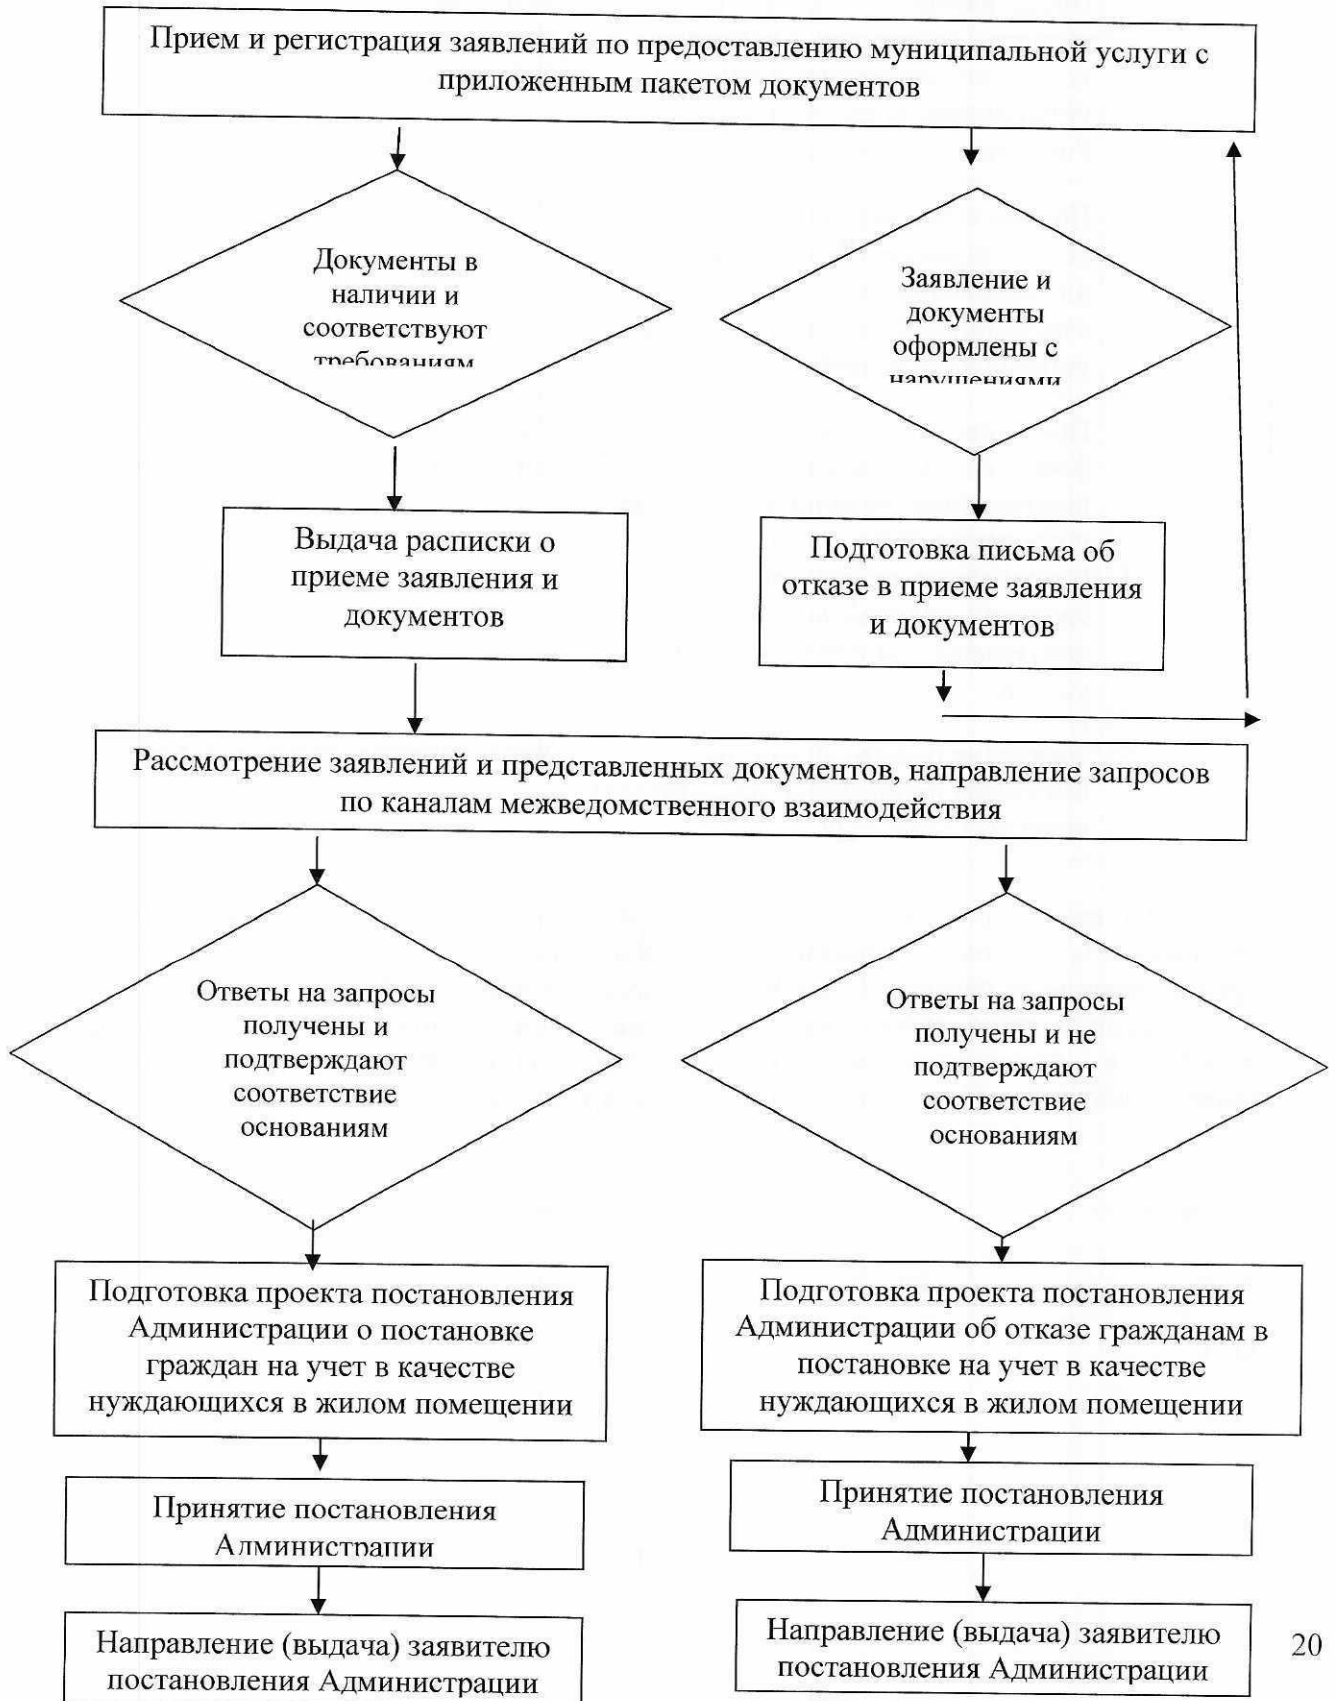 Прием и регистрация заявлений по предоставлению муниципальной услуги с
приложенным пакетом документов
Документы в
наличии и
соответствуют
требованиям
Заявление и
документы
оформлены с
нарушениями
Выдача расписки о
приеме заявления и
документов
Подготовка письма об
отказе в приеме заявления
и документов
Рассмотрение заявлений и представленных документов, направление запросов
по каналам межведомственного взаимодействия
Ответы на запросы
получены и
подтверждают
соответствие
основаниям
Ответы на запросы
получены и не
подтверждают
соответствие
основаниям
Подготовка проекта постановления
Администрации о постановке
граждан на учет в качестве
нуждающихся в жилом помещении
Подготовка проекта постановления
Администрации об отказе гражданам в
постановке на учет в качестве
нуждающихся в жилом помещении
Принятие постановления
Администрации
Принятие постановления
Администрации
Направление (выдача) заявителю
постановления Администрации
Направление (выдача) заявителю
постановления Администрации
20